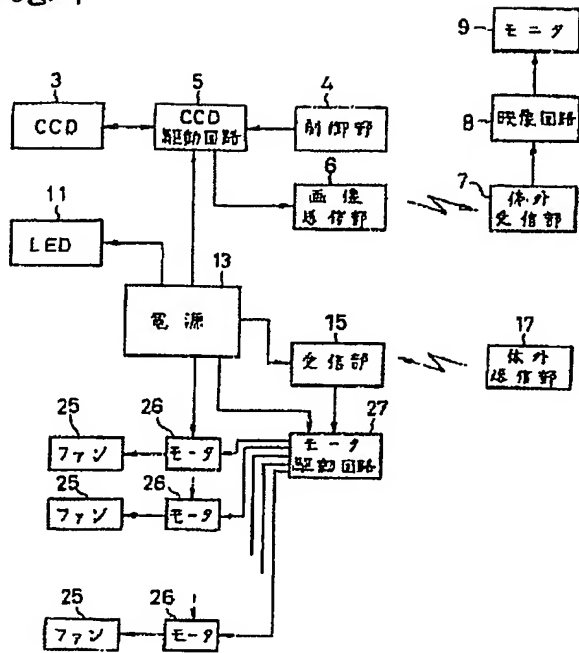 9
モニタ
3
CCD
5
CCD
駆動回路
4
制御部
8
映像回路
6
画像
送信部
7
体外
受信部
11
LED
13
電源
15
受信部
17
体外
送信部
25
ファン
26
モータ
27
モータ
駆動回路
25
ファン
26
モータ
25
ファン
26
モータ